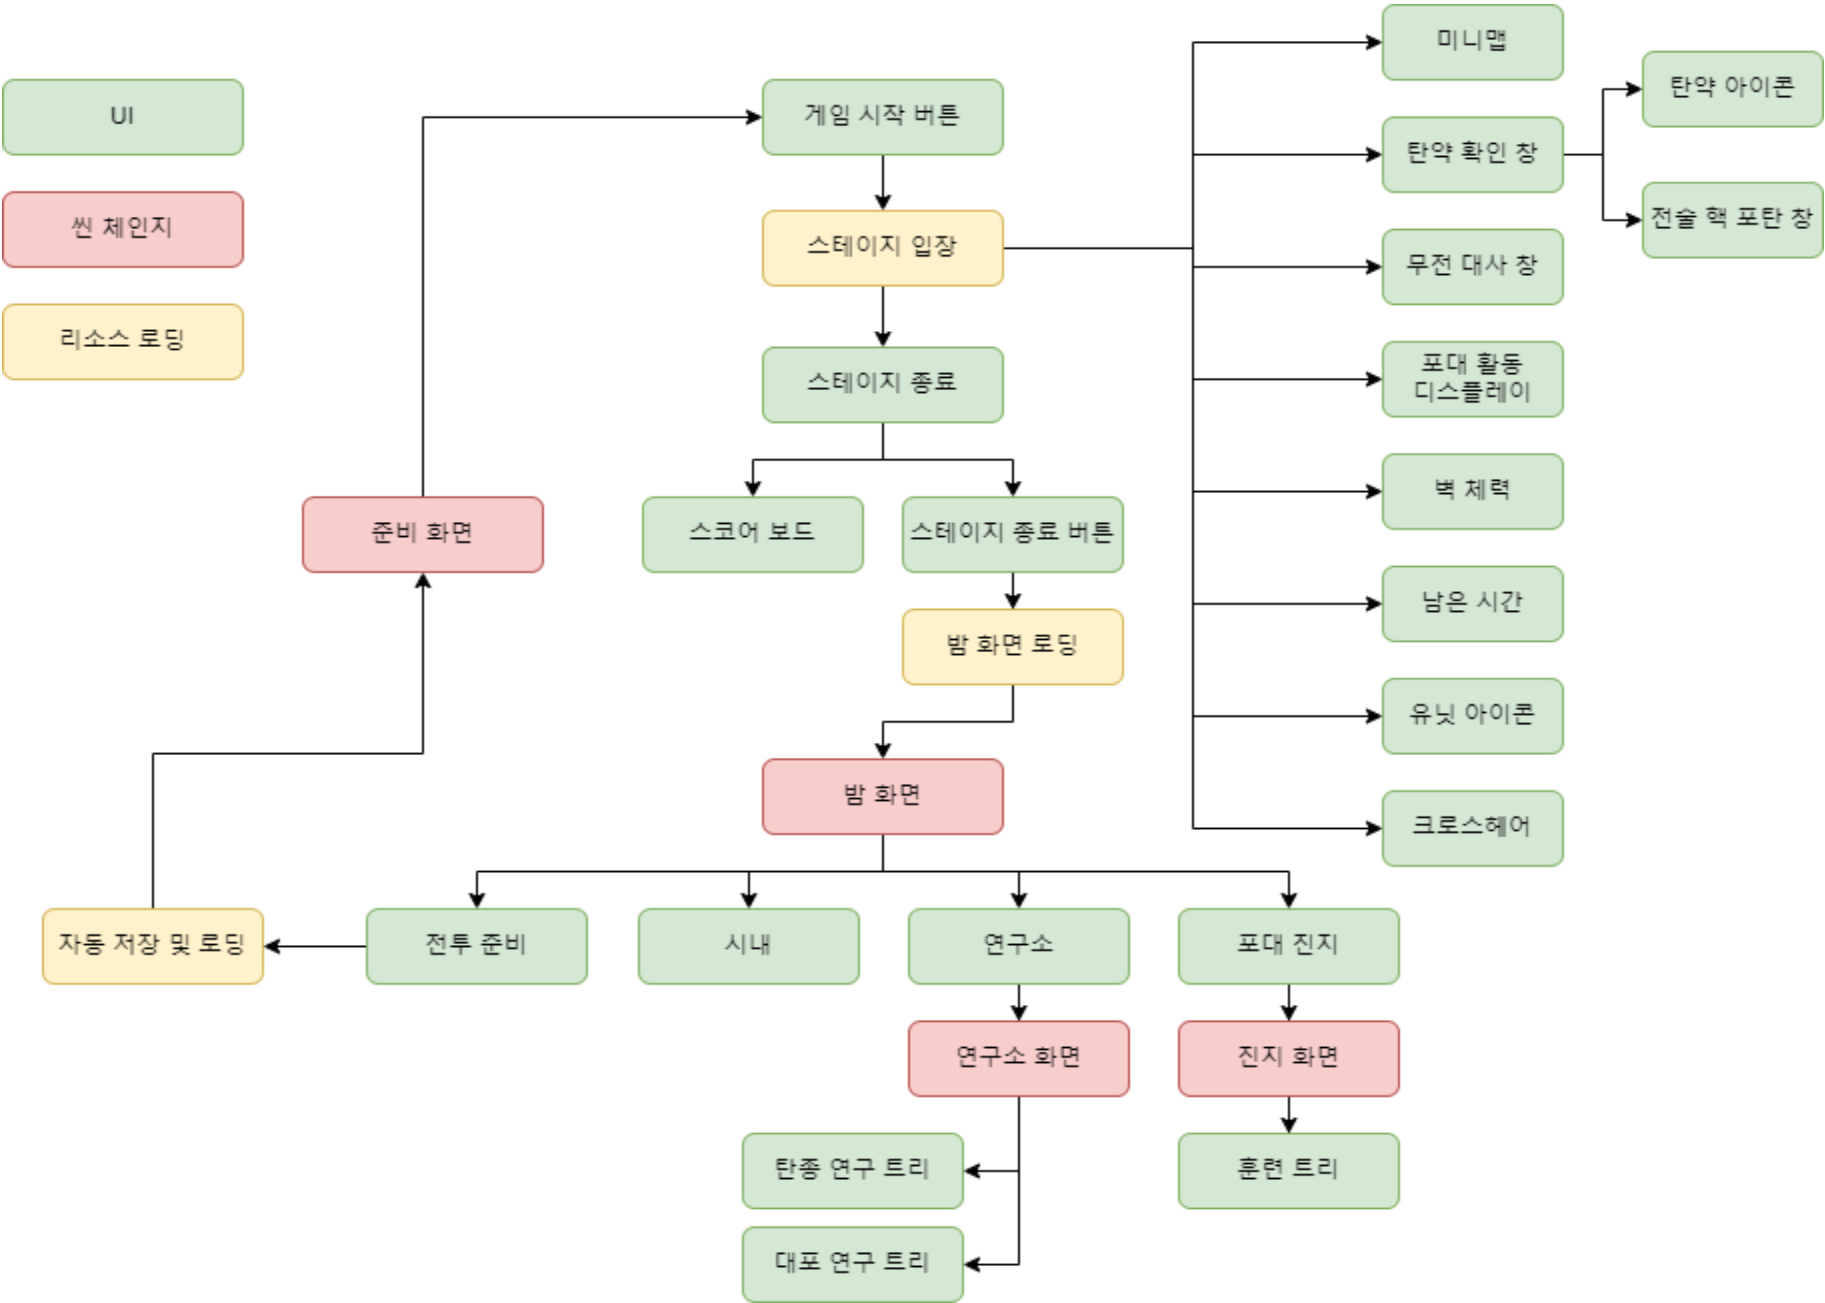 UI
씬 체인지
리소스 로딩
게임 시작 버튼
스테이지 입장
스테이지 종료
스코어 보드
스테이지 종료 버튼
밤 화면 로딩
밤 화면
준비 화면
자동 저장 및 로딩
전투 준비
시내
연구소
포대 진지
연구소 화면
진지 화면
탄종 연구 트리
대포 연구 트리
훈련 트리
미니맵
탄약 확인 창
탄약 아이콘
전술 핵 포탄 창
무전 대사 창
포대 활동
디스플레이
벽 체력
남은 시간
유닛 아이콘
크로스헤어